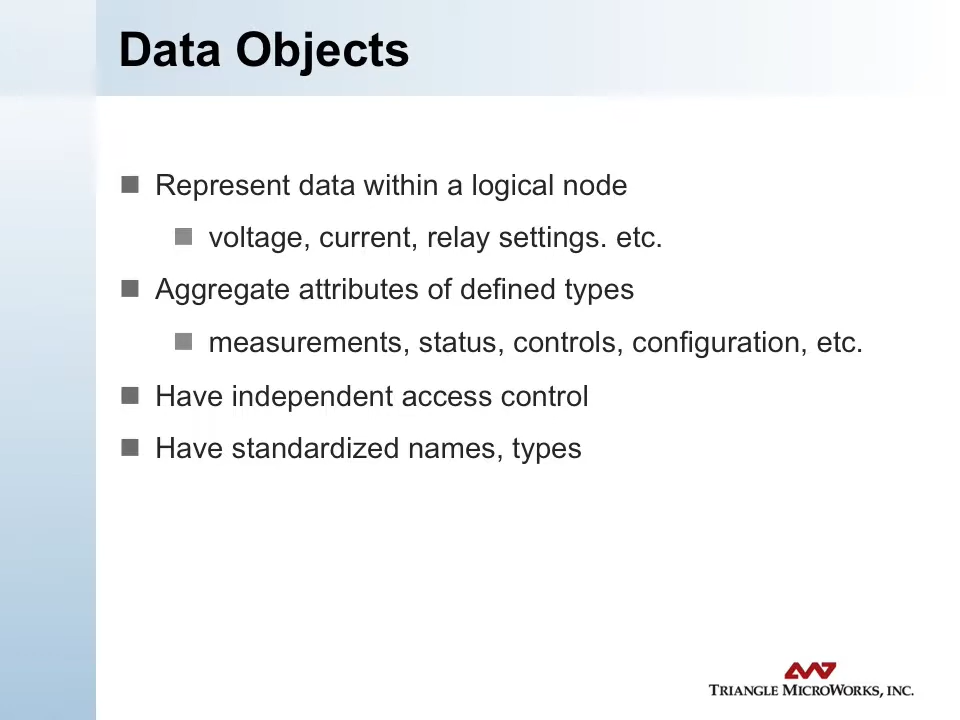 Data Objects
Represent data within a logical node
voltage, current, relay settings. etc.
Aggregate attributes of defined types
measurements, status, controls, configuration, etc.
Have independent access control
Have standardized names, types
TRIANGLE MICROWORKS, INC.